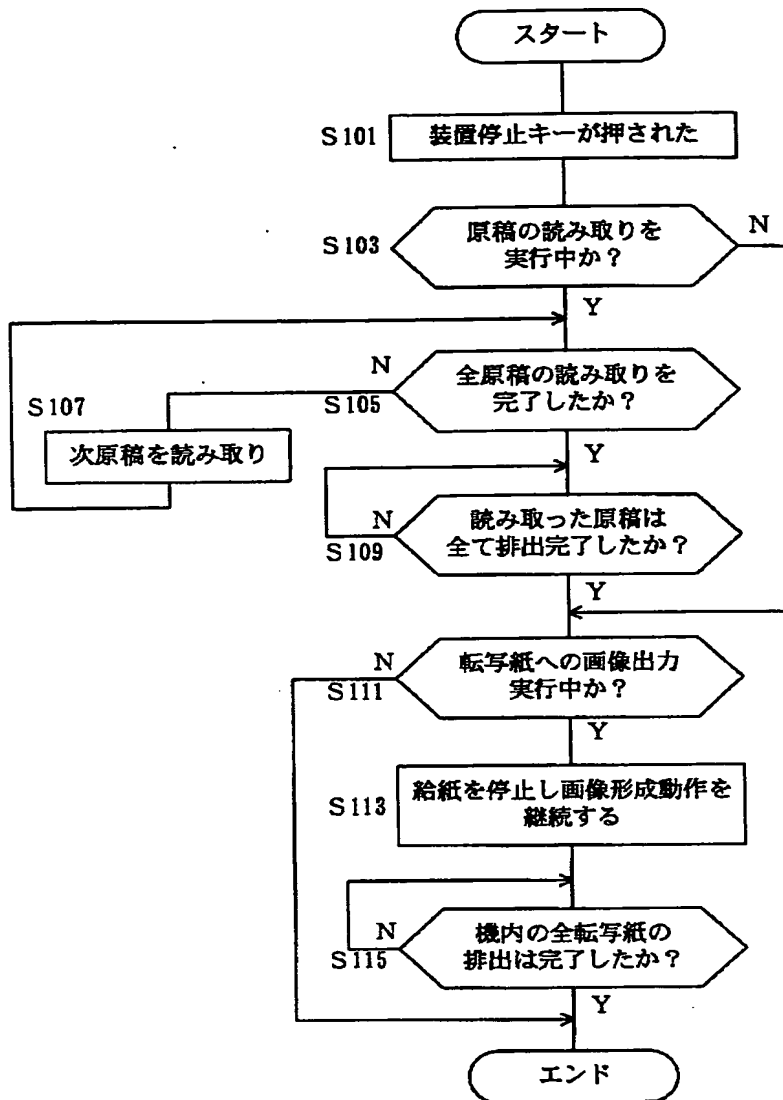 スタート
S101
装置停止キーが押された
S103
原稿の読み取りを
実行中か？
N
Y
N
S105
全原稿の読み取りを
完了したか？
S107
次原稿を読み取り
Y
N
S109
読み取った原稿は
全て排出完了したか？
Y
N
S111
転写紙への画像出力
実行中か？
Y
S113
給紙を停止し画像形成動作を
継続する
N
S115
機内の全転写紙の
排出は完了したか？
Y
エンド